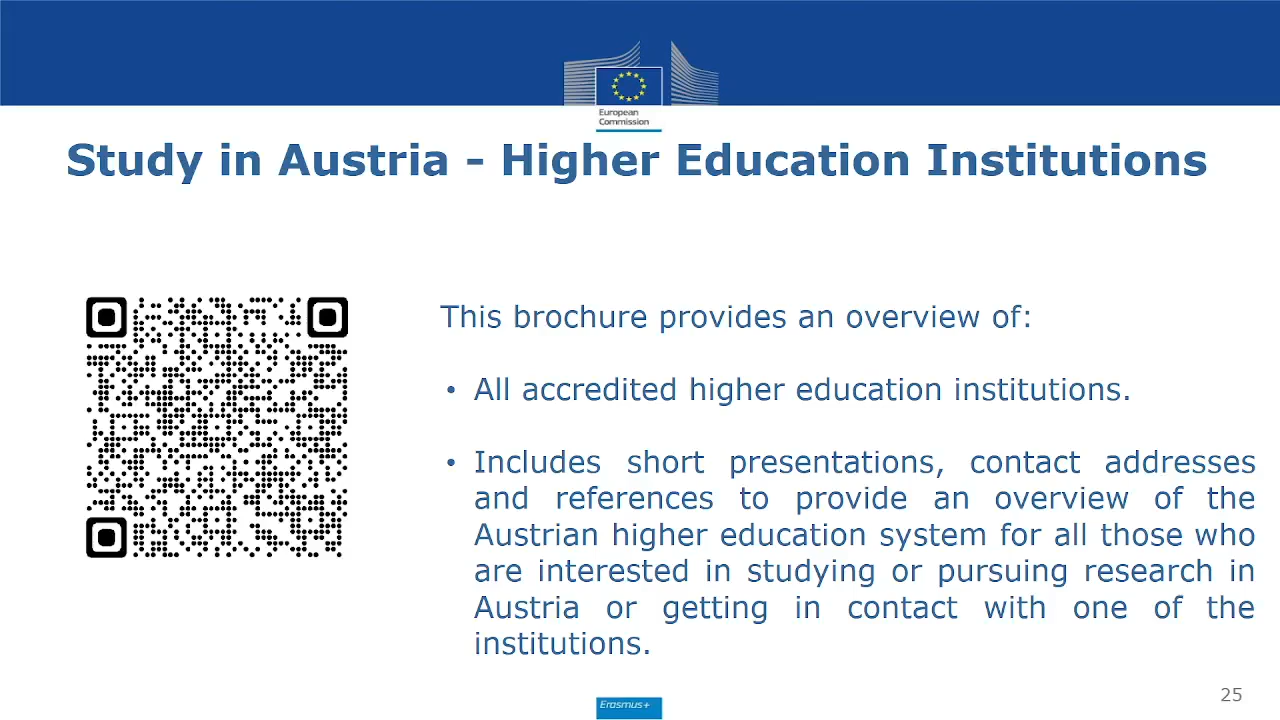 European
Commission
Study in Austria - Higher Education Institutions
This brochure provides an overview of:
• All accredited higher education institutions.
• Includes short presentations, contact addresses
and references to provide an overview of the
Austrian higher education system for all those who
are interested in studying or pursuing research in
Austria or getting in contact with one of the
institutions.
25
Erasmus+